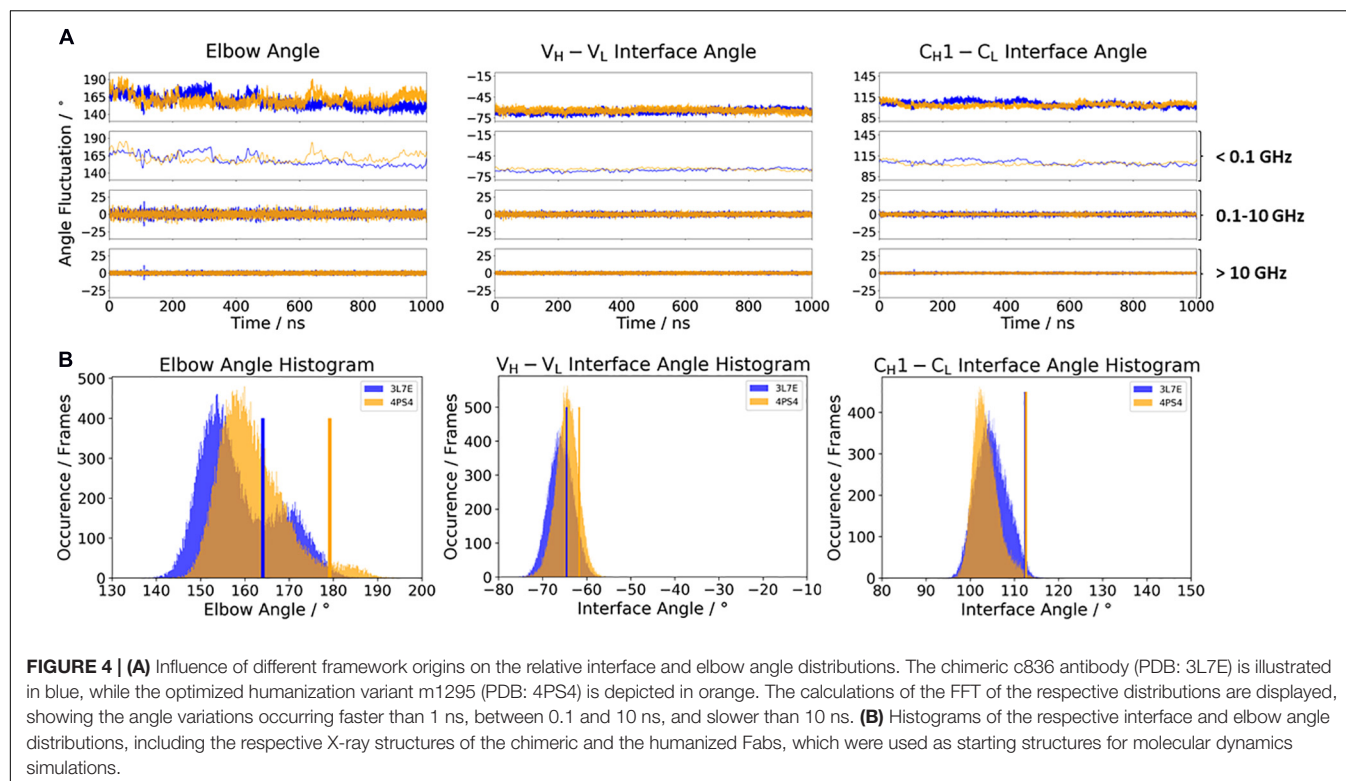 A
Elbow Angle
V_H – V_L Interface Angle
C_H1 – C_L Interface Angle
Angle Fluctuation / °
190
165
140
−15
−45
−75
145
115
85
190
165
140
−15
−45
−75
145
115
85
< 0.1 GHz
25
0
−25
25
0
−25
25
0
−25
0.1-10 GHz
25
0
−25
25
0
−25
25
0
−25
> 10 GHz
0 200 400 600 800 1000
0 200 400 600 800 1000
0 200 400 600 800 1000
Time / ns
Time / ns
Time / ns
B
Elbow Angle Histogram
V_H – V_L Interface Angle Histogram
C_H1 – C_L Interface Angle Histogram
Occurence / Frames
500
400
300
200
100
0
3L7E
4PS4
130 140 150 160 170 180 190 200
Elbow Angle / °
Occurence / Frames
500
400
300
200
100
0
3L7E
4PS4
−80 −70 −60 −50 −40 −30 −20 −10
Interface Angle / °
Occurence / Frames
400
300
200
100
0
3L7E
4PS4
80 90 100 110 120 130 140 150
Interface Angle / °
FIGURE 4 | (A) Influence of different framework origins on the relative interface and elbow angle distributions. The chimeric c836 antibody (PDB: 3L7E) is illustrated
in blue, while the optimized humanization variant m1295 (PDB: 4PS4) is depicted in orange. The calculations of the FFT of the respective distributions are displayed,
showing the angle variations occurring faster than 1 ns, between 0.1 and 10 ns, and slower than 10 ns. (B) Histograms of the respective interface and elbow angle
distributions, including the respective X-ray structures of the chimeric and the humanized Fabs, which were used as starting structures for molecular dynamics
simulations.